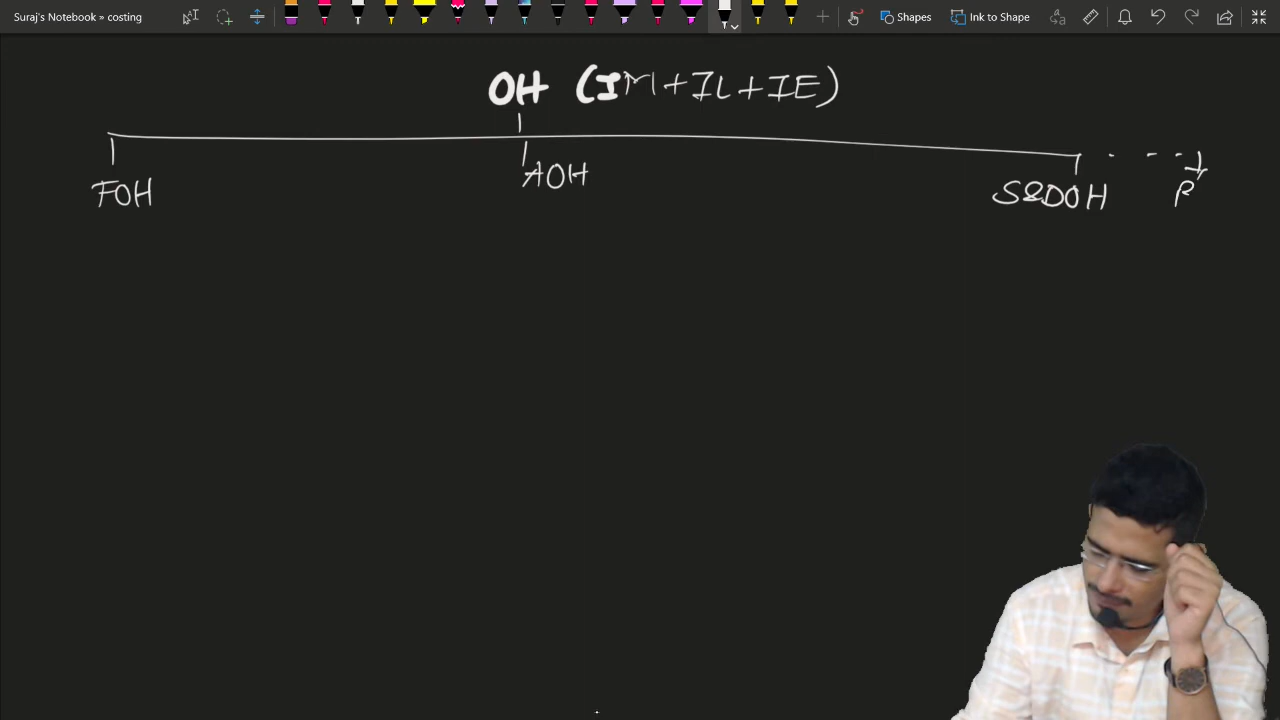 Suraj's Notebook » costing
Shapes
Ink to Shape
OH (IM+IL+IE)
FOH
AOH
S&DOH